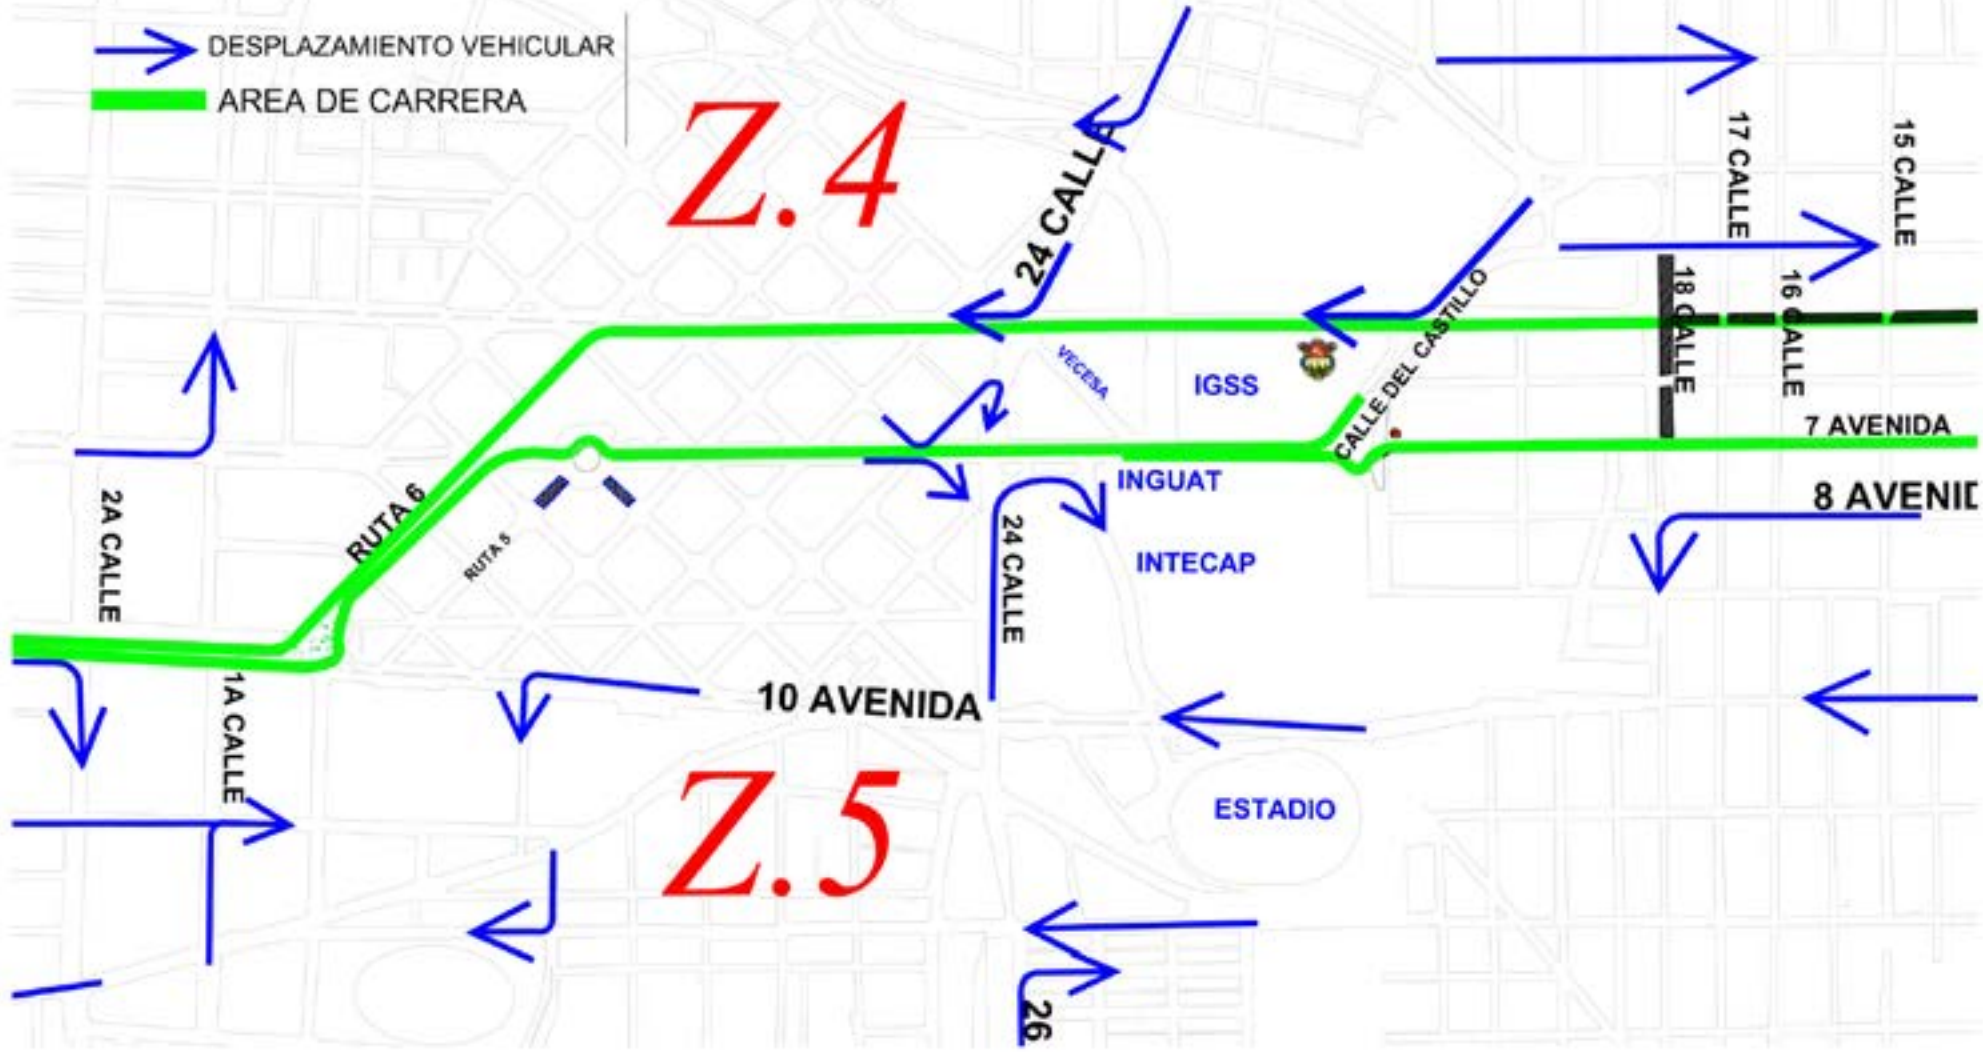 DESPLAZAMIENTO VEHICULAR
AREA DE CARRERA
Z.4
24 CALLE
17 CALLE
15 CALLE
18 CALLE
16 CALLE
CALLE DEL CASTILLO
VECESA
IGSS
7 AVENIDA
INGUAT
8 AVENID
2A CALLE
RUTA 6
RUTA 5
24 CALLE
INTECAP
1A CALLE
10 AVENIDA
Z.5
ESTADIO
26